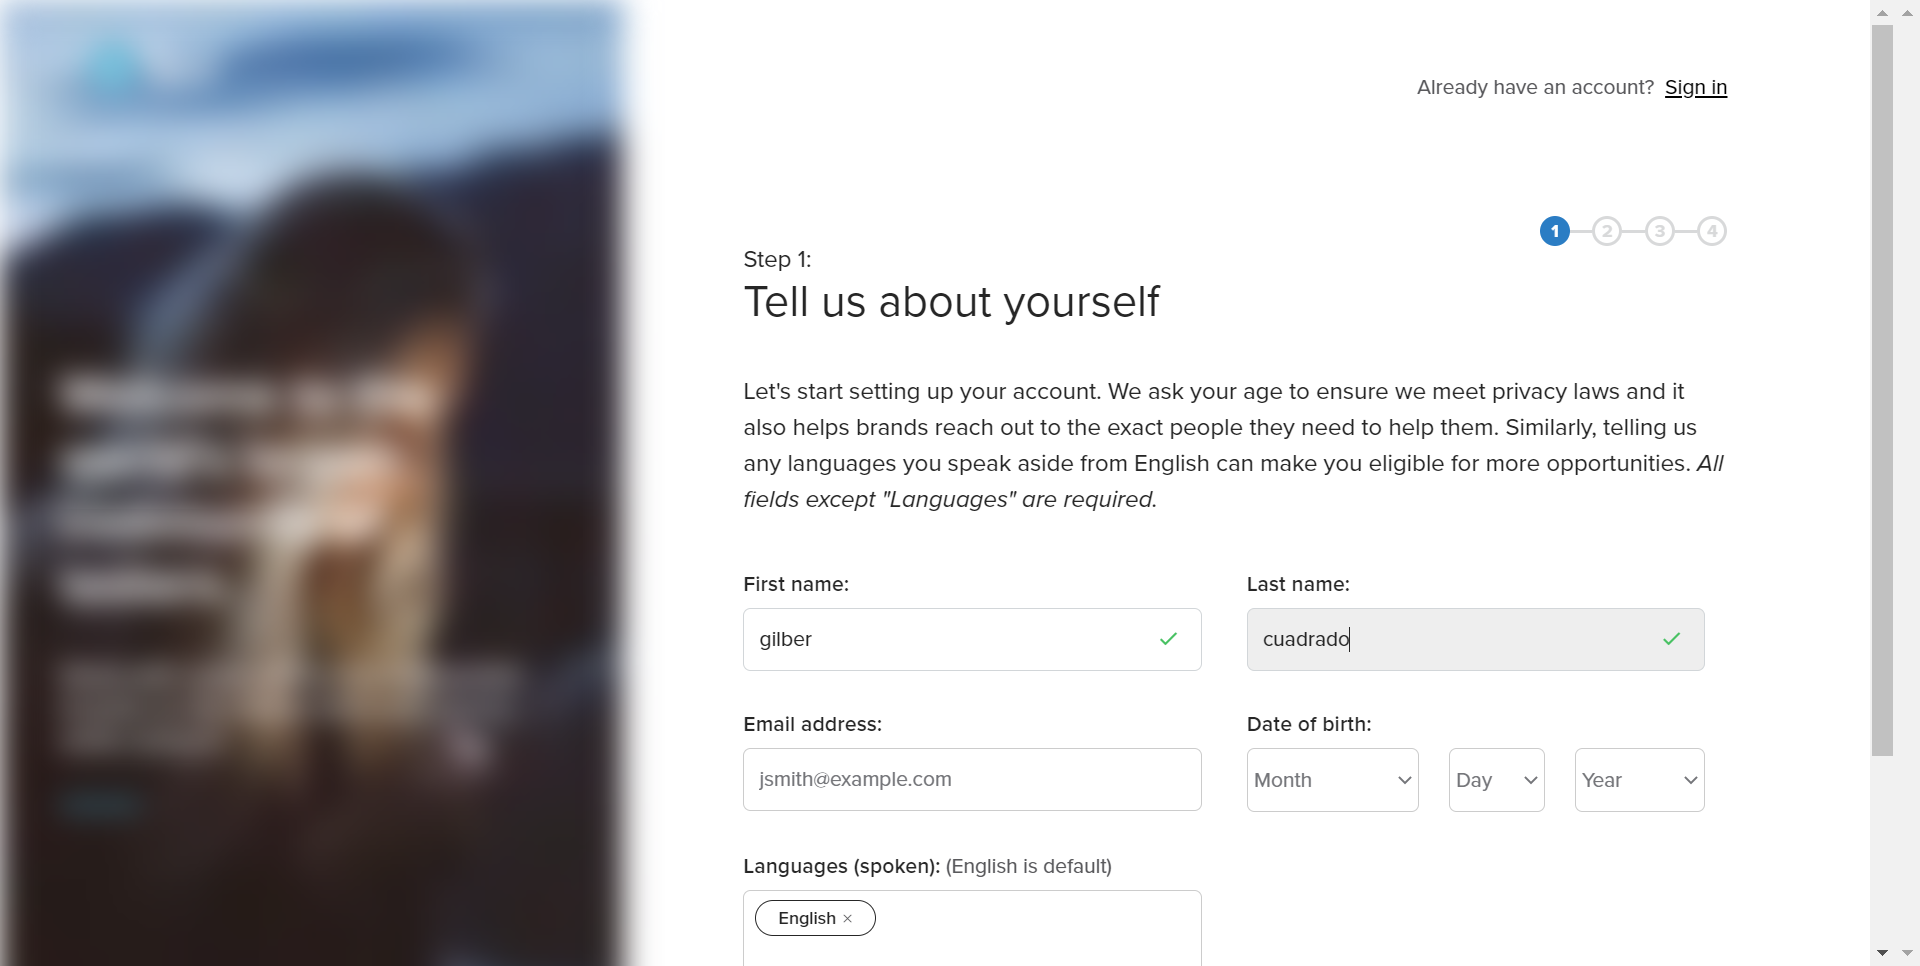 Already have an account? Sign in
1 2 3 4
Step 1:
Tell us about yourself
Let's start setting up your account. We ask your age to ensure we meet privacy laws and it
also helps brands reach out to the exact people they need to help them. Similarly, telling us
any languages you speak aside from English can make you eligible for more opportunities. All
fields except "Languages" are required.
First name: Last name:
gilber cuadrado
Email address: Date of birth:
jsmith@example.com Month Day Year
Languages (spoken): (English is default)
English ×